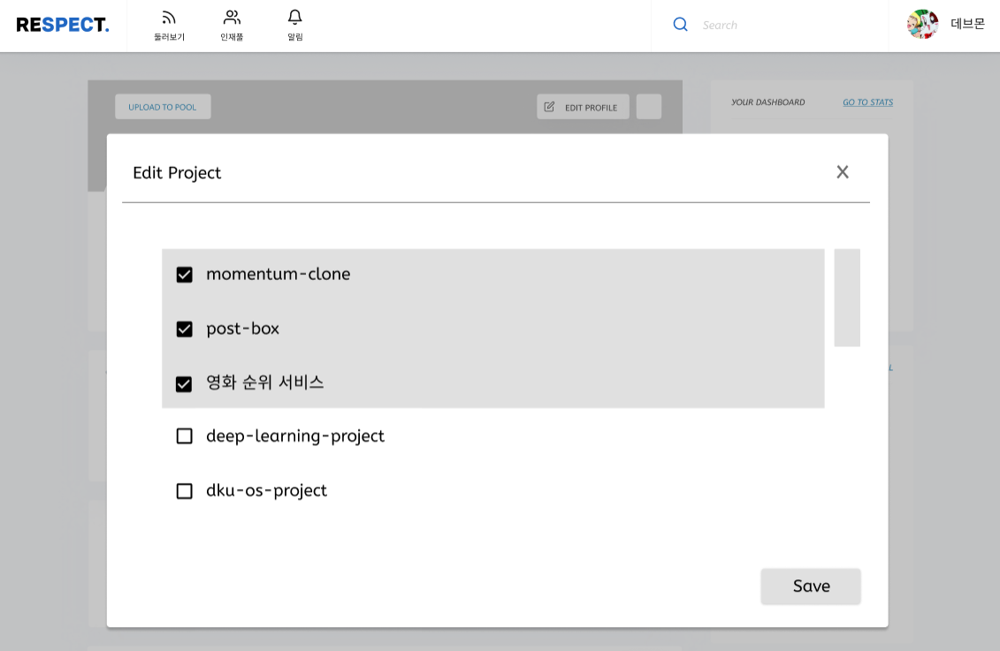 RESPECT.
둘러보기
인재풀
알림
Search
데브몬
UPLOAD TO POOL
EDIT PROFILE
YOUR DASHBOARD
GO TO STATS
Edit Project
X
momentum-clone
post-box
영화 순위 서비스
deep-learning-project
dku-os-project
Save